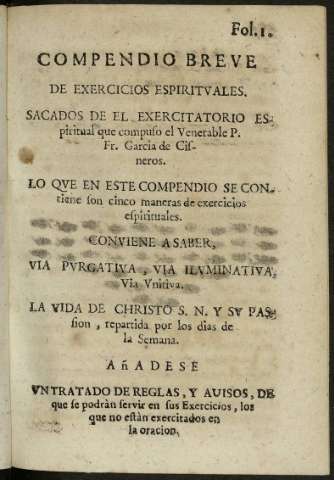 Fol.1.
COMPENDIO BREVE
DE EXERCICIOS ESPIRITVALES.
SACADOS DE EL EXERCITATORIO ES-
piritual que compuso el Venerable P.
Fr. Garcia de Cis-
neros.
LO QVE EN ESTE COMPENDIO SE CON-
tiene son cinco maneras de exercicios
espirituales.
CONVIENE A SABER,
VIA PVRGATIVA, VIA ILVMINATIVA,
Via Vnitiva.
LA VIDA DE CHRISTO S. N. Y SV PAS-
sion, repartida por los dias de
la Semana.
AñADESE
VN TRATADO DE REGLAS, Y AVISOS, DE
que se podràn servir en sus Exercicios, los
que no estàn exercitados en
la oracion.